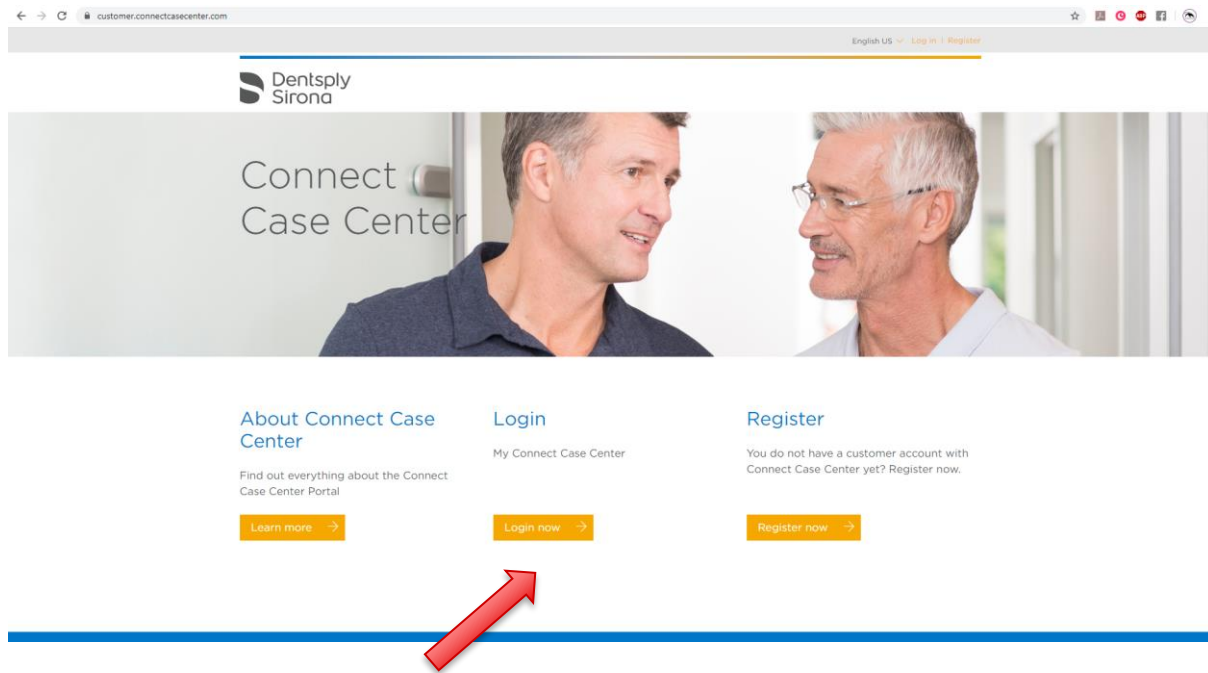 customer.connectcasecenter.com
ABP
English US Log in | Register
Dentsply
Sirona
Connect
Case Center
About Connect Case
Center
Find out everything about the Connect
Case Center Portal
Learn more
Login
My Connect Case Center
Login now
Register
You do not have a customer account with
Connect Case Center yet? Register now.
Register now